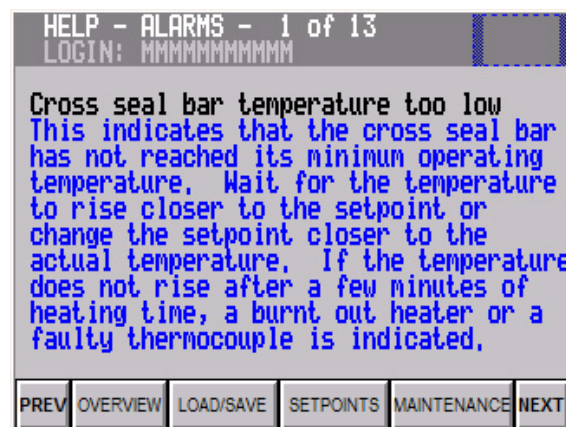 HELP - ALARMS - 1 of 13
LOGIN: MMMMMMMMMMM
Cross seal bar temperature too low
This indicates that the cross seal bar
has not reached its minimum operating
temperature. Wait for the temperature
to rise closer to the setpoint or
change the setpoint closer to the
actual temperature. If the temperature
does not rise after a few minutes of
heating time, a burnt out heater or a
faulty thermocouple is indicated.
PREV OVERVIEW LOAD/SAVE SETPOINTS MAINTENANCE NEXT